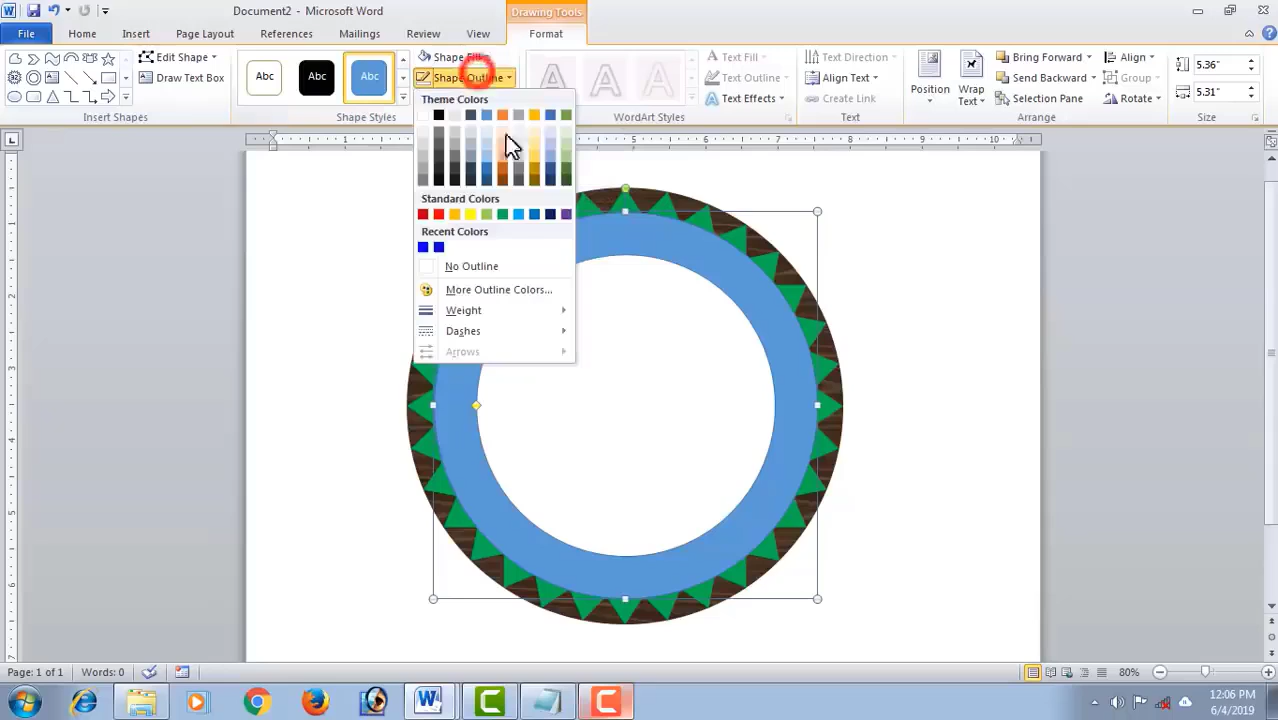 Document2 - Microsoft Word
Drawing Tools
File
Home
Insert
Page Layout
References
Mailings
Review
View
Format
Edit Shape
Draw Text Box
Insert Shapes
Abc
Abc
Abc
Shape Styles
Shape Fill
Shape Outline
A
A
A
WordArt Styles
Text Fill
Text Outline
Text Effects
Text Direction
Align Text
Create Link
Text
Position
Wrap Text
Bring Forward
Send Backward
Selection Pane
Align
Group
Rotate
Arrange
5.36"
5.31"
Size
Theme Colors
Standard Colors
Recent Colors
No Outline
More Outline Colors...
Weight
Dashes
Arrows
Page: 1 of 1
Words: 0
80%
12:06 PM
6/4/2019